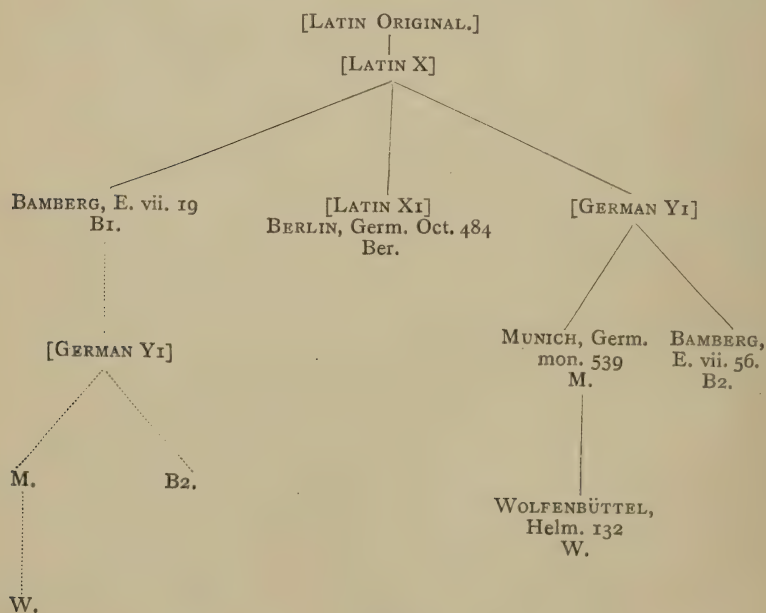 [LATIN ORIGINAL.]
[LATIN X]
BAMBERG, E. vii. 19
B1.
[LATIN X1]
BERLIN, Germ. Oct. 484
Ber.
[GERMAN Y1]
[GERMAN Y1]
MUNICH, Germ.
mon. 539
M.
BAMBERG,
E. vii. 56.
B2.
M.
B2.
WOLFENBÜTTEL,
Helm. 132
W.
W.